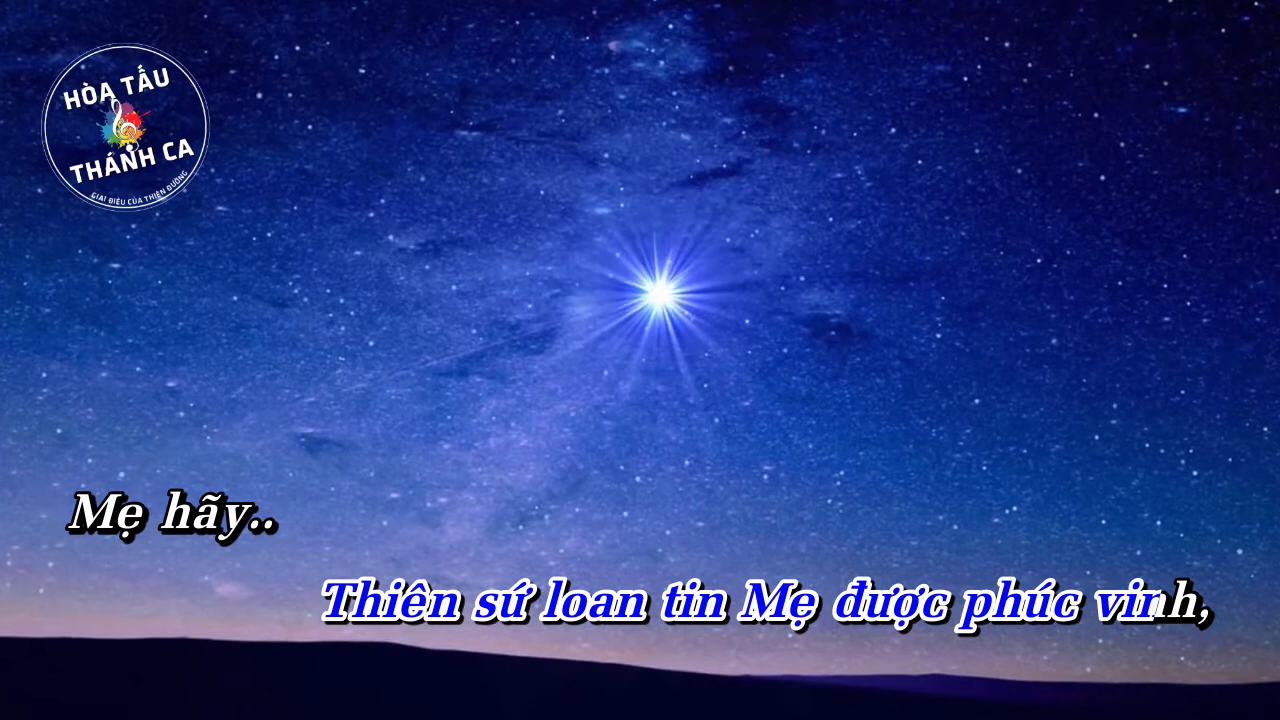 HÒA TẤU
THÁNH CA
GIAI ĐIỆU CỦA THIÊN ĐƯỜNG
Mẹ hãy..
Thiên sứ loan tin Mẹ được phúc vinh,